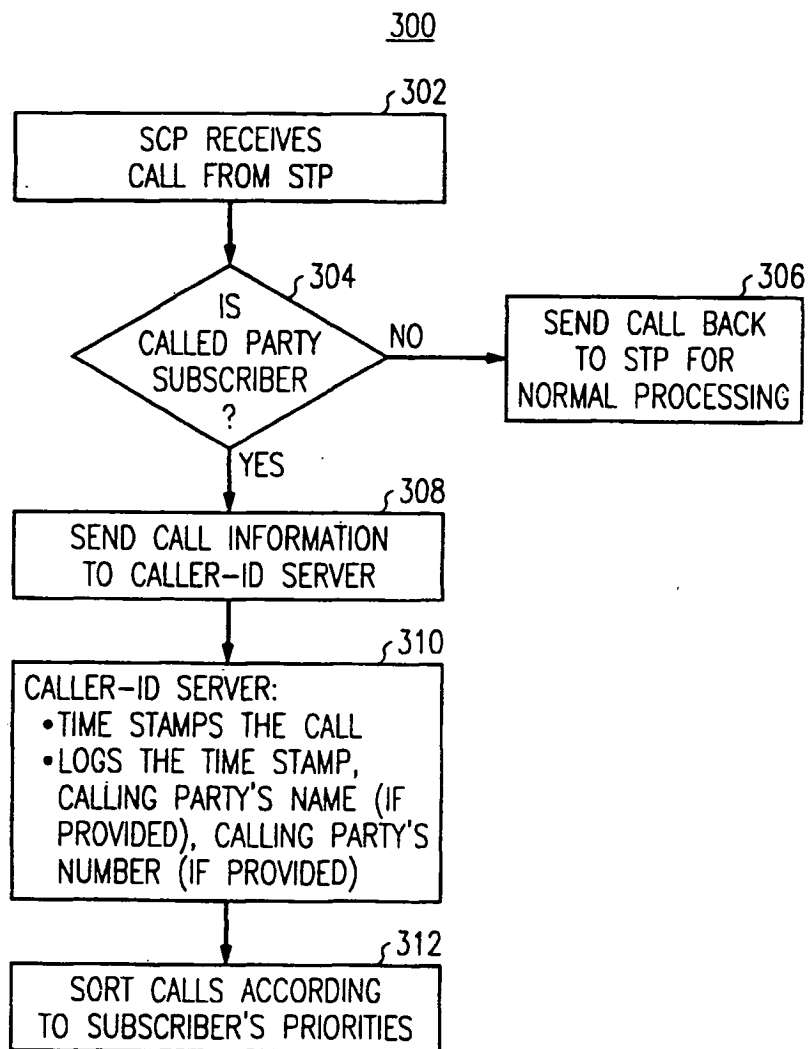 300
302
SCP RECEIVES
CALL FROM STP
304
IS
CALLED PARTY
SUBSCRIBER
?
NO
306
SEND CALL BACK
TO STP FOR
NORMAL PROCESSING
YES
308
SEND CALL INFORMATION
TO CALLER-ID SERVER
310
CALLER-ID SERVER:
•TIME STAMPS THE CALL
•LOGS THE TIME STAMP,
CALLING PARTY'S NAME (IF
PROVIDED), CALLING PARTY'S
NUMBER (IF PROVIDED)
312
SORT CALLS ACCORDING
TO SUBSCRIBER'S PRIORITIES